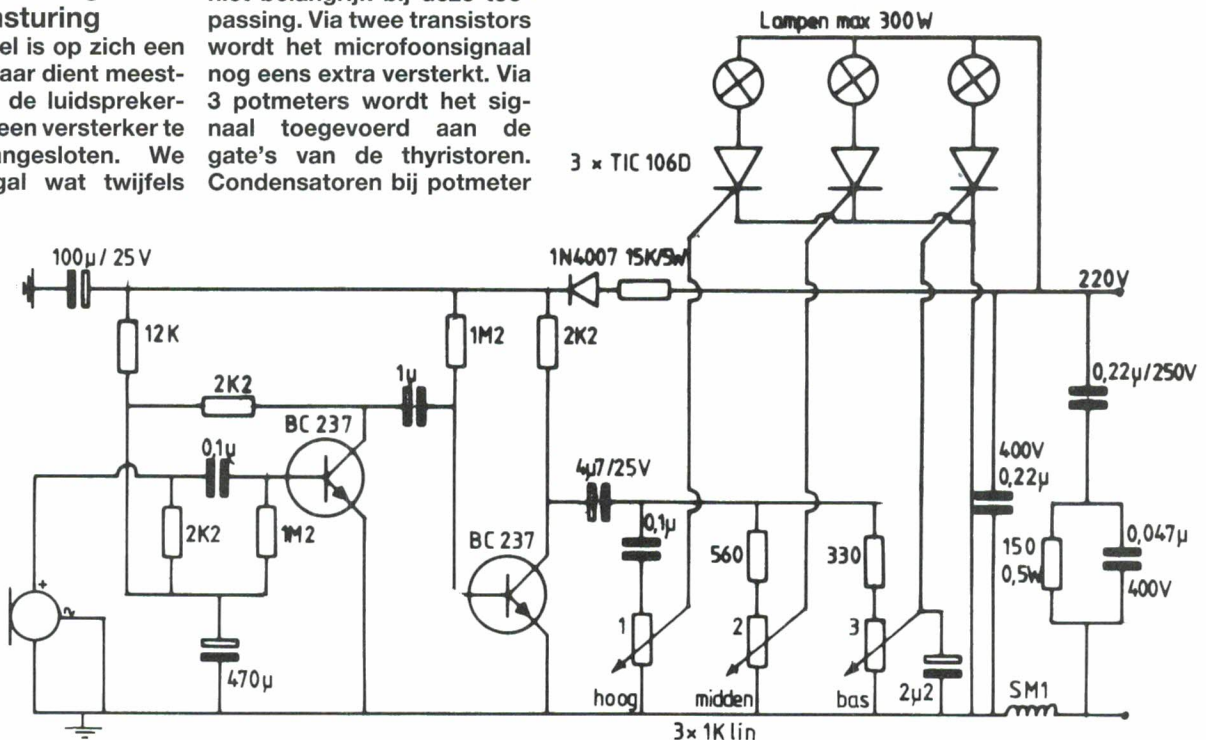 sturing
el is op zich een
aar dient meest-
de luidspreker-
een versterker te
ngesloten. We
gal wat twijfels
passing. Via twee transistors
wordt het microfoonsignaal
nog eens extra versterkt. Via
3 potmeters wordt het sig-
naal toegevoerd aan de
gate's van de thyristoren.
Condensatoren bij potmeter
Lampen max 300W
3 x TIC 106D
100µ/25V
1N4007 15K/5W
220V
12K
1M2
2K2
2K2
1µ
0,22µ/250V
BC 237
0,1µ
4µ7/25V
400V
0,22µ
2K2
1M2
BC 237
0,1µ
560
330
150
0,5W
0,047µ
400V
+
~
1
2
3
470µ
hoog
midden
bas
2µ2
SM1
3x 1K lin